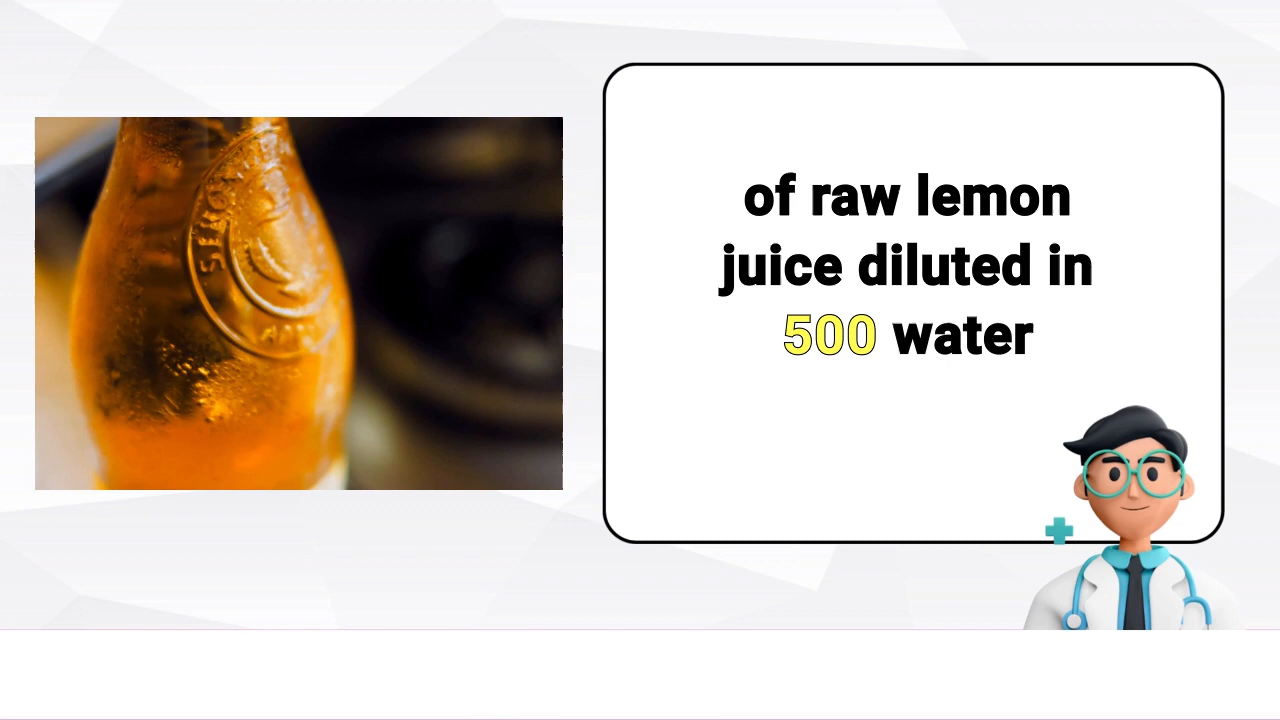 of raw lemon
juice diluted in
500 water